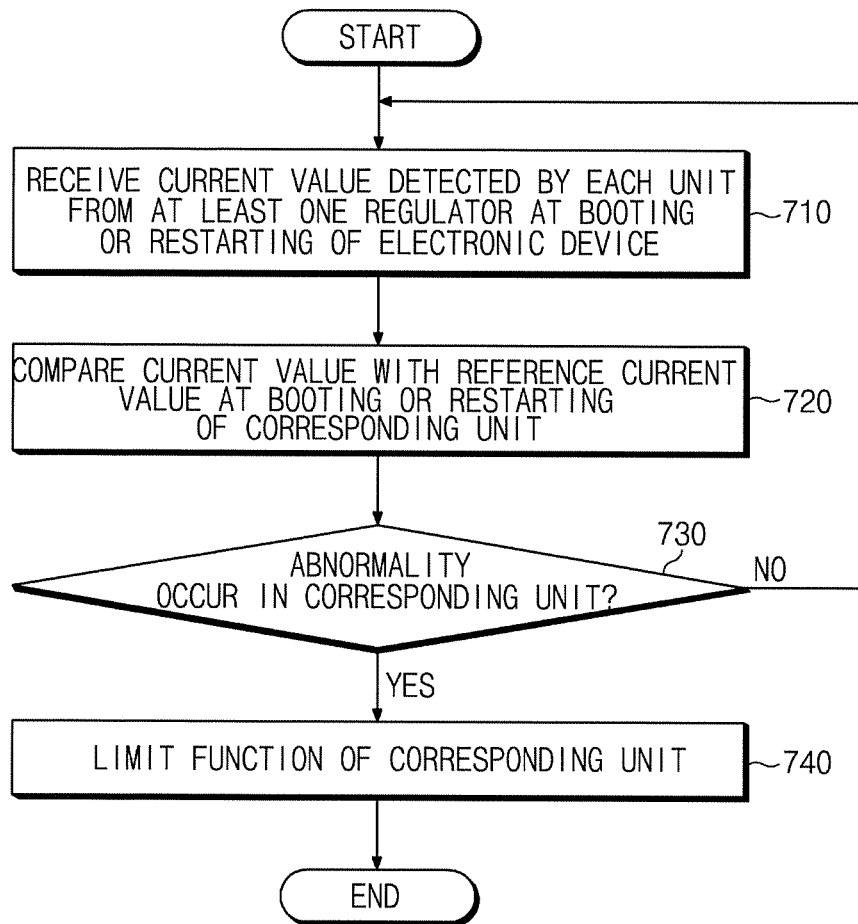 START
RECEIVE CURRENT VALUE DETECTED BY EACH UNIT
FROM AT LEAST ONE REGULATOR AT BOOTING
OR RESTARTING OF ELECTRONIC DEVICE
710
COMPARE CURRENT VALUE WITH REFERENCE CURRENT
VALUE AT BOOTING OR RESTARTING
OF CORRESPONDING UNIT
720
730
ABNORMALITY
OCCUR IN CORRESPONDING UNIT?
NO
YES
LIMIT FUNCTION OF CORRESPONDING UNIT
740
END